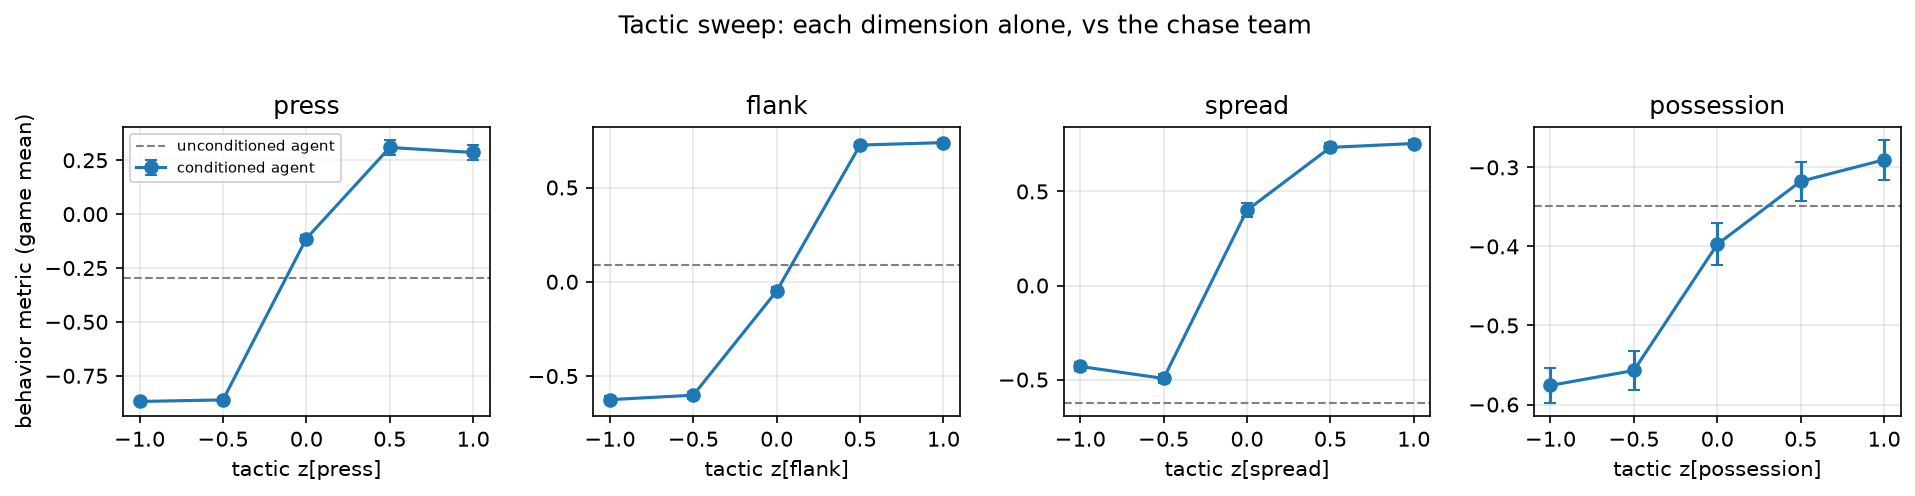 Tactic sweep: each dimension alone, vs the chase team
behavior metric (game mean)
press
unconditioned agent
conditioned agent
0.25
0.00
−0.25
−0.50
−0.75
−1.0 −0.5 0.0 0.5 1.0
tactic z[press]
flank
0.5
0.0
−0.5
−1.0 −0.5 0.0 0.5 1.0
tactic z[flank]
spread
0.5
0.0
−0.5
−1.0 −0.5 0.0 0.5 1.0
tactic z[spread]
possession
−0.3
−0.4
−0.5
−0.6
−1.0 −0.5 0.0 0.5 1.0
tactic z[possession]